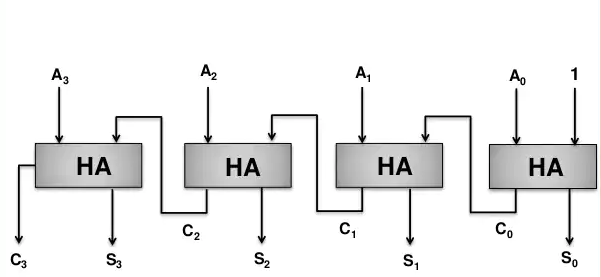 A₃ A₂ A₁ A₀ 1
HA HA HA HA
C₂ C₁ C₀
C₃ S₃ S₂ S₁ S₀